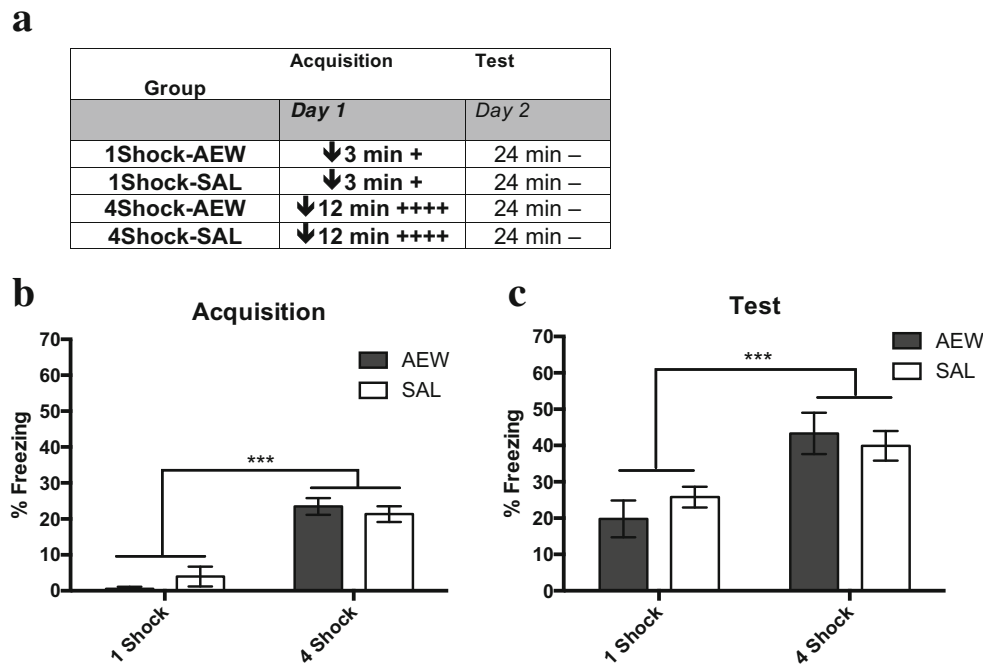 a
Acquisition Test
Group
Day 1 Day 2
1Shock-AEW ↓3 min + 24 min –
1Shock-SAL ↓3 min + 24 min –
4Shock-AEW ↓12 min ++++ 24 min –
4Shock-SAL ↓12 min ++++ 24 min –
b
Acquisition
70
60
50
40
30
20
10
0
% Freezing
AEW
SAL
***
1 Shock
4 Shock
c
Test
70
60
50
40
30
20
10
0
% Freezing
AEW
SAL
***
1 Shock
4 Shock